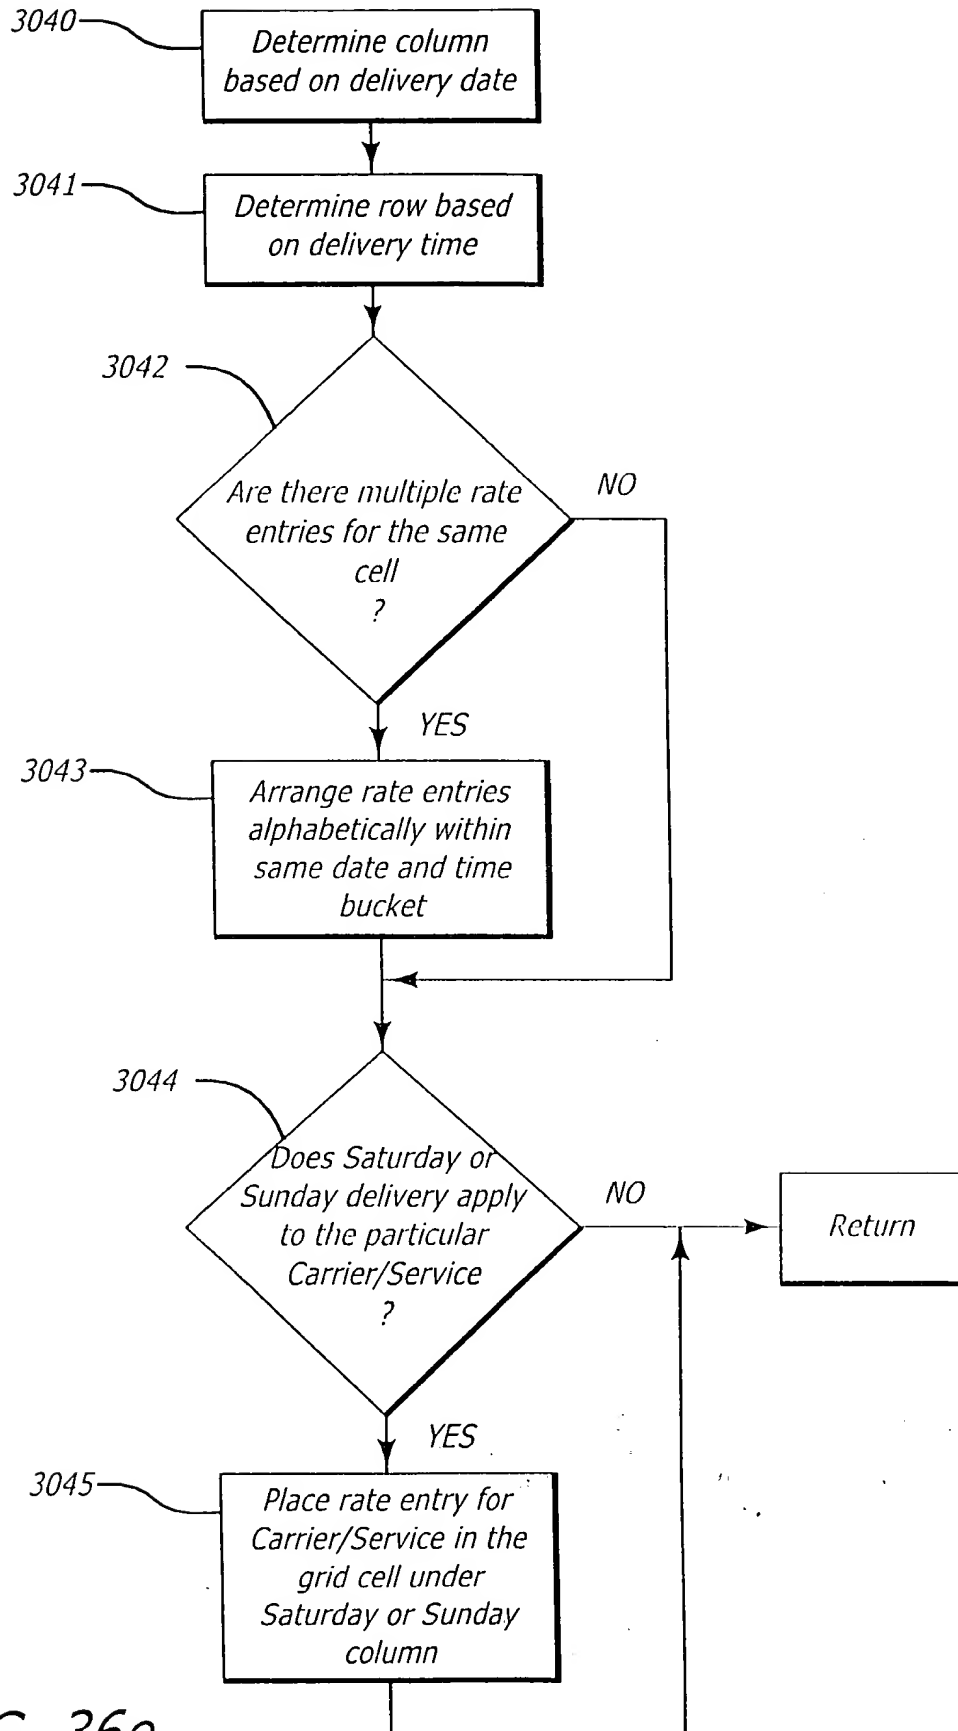 3040
Determine column
based on delivery date
3041
Determine row based
on delivery time
3042
Are there multiple rate
entries for the same
cell
?
NO
YES
3043
Arrange rate entries
alphabetically within
same date and time
bucket
3044
Does Saturday or
Sunday delivery apply
to the particular
Carrier/Service
?
NO
Return
YES
3045
Place rate entry for
Carrier/Service in the
grid cell under
Saturday or Sunday
column